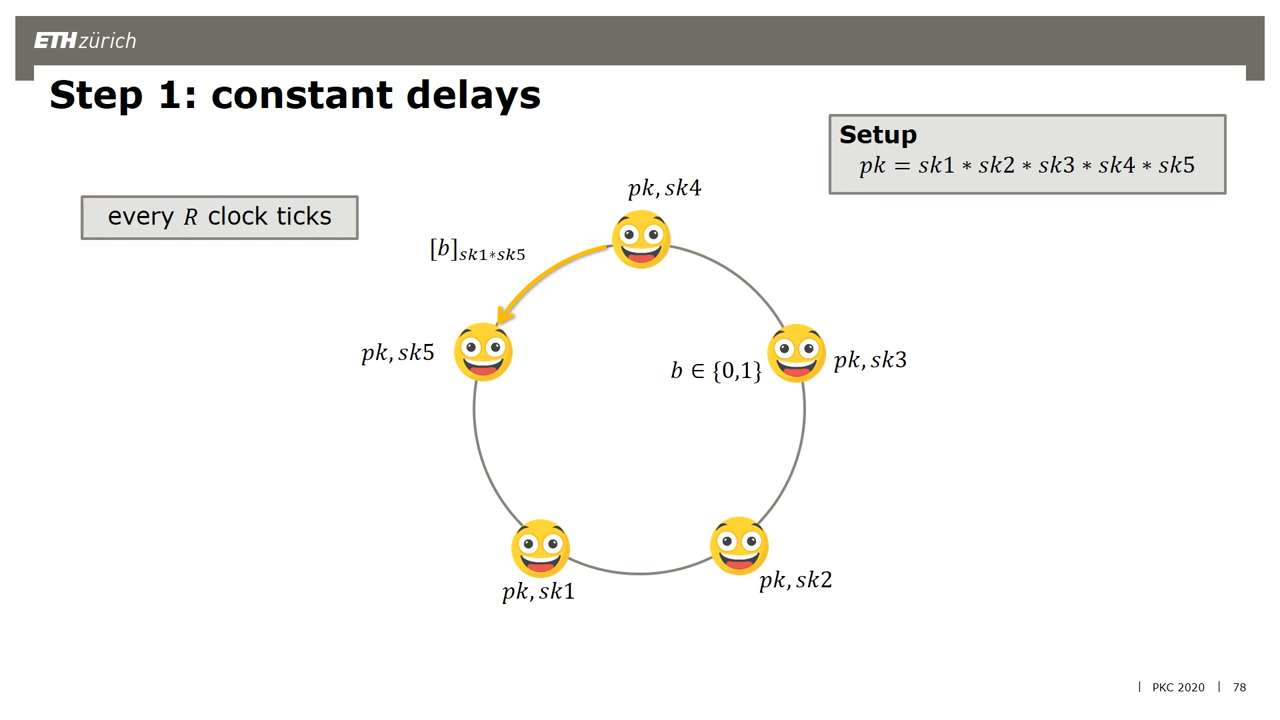 ETH zürich
Step 1: constant delays
Setup
pk = sk1 ∗ sk2 ∗ sk3 ∗ sk4 ∗ sk5
every R clock ticks
pk, sk4
[b]sk1∗sk5
pk, sk5
b ∈ {0,1}
pk, sk3
pk, sk1
pk, sk2
| PKC 2020 | 78